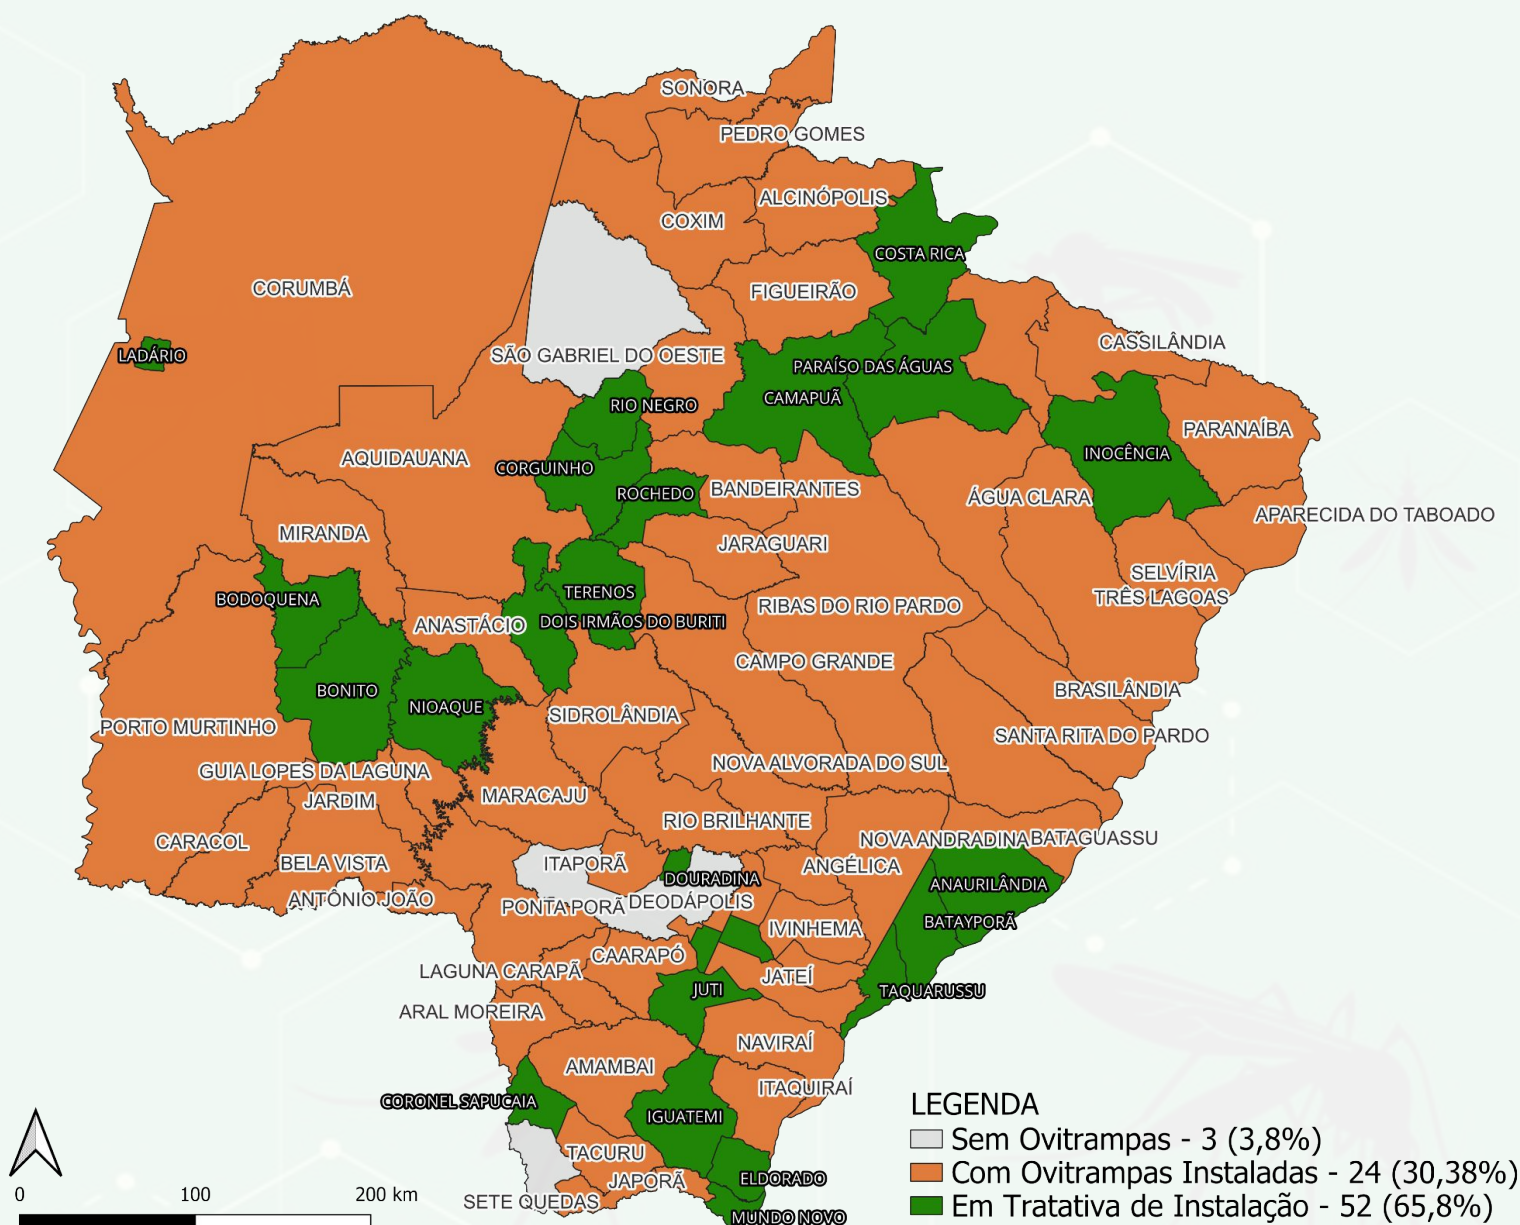 SONORA
PEDRO GOMES
ALCINÓPOLIS
COXIM
COSTA RICA
CORUMBÁ
FIGUEIRÃO
CASSILÂNDIA
LADÁRIO
SÃO GABRIEL DO OESTE
PARAÍSO DAS ÁGUAS
CAMAPUÃ
RIO NEGRO
PARANAÍBA
INOCÊNCIA
AQUIDAUANA
CORGUINHO
ROCHEDO
BANDEIRANTES
ÁGUA CLARA
APARECIDA DO TABOADO
MIRANDA
JARAGUARI
SELVÍRIA
TERENOS
TRÊS LAGOAS
BODOQUENA
RIBAS DO RIO PARDO
ANASTÁCIO
DOIS IRMÃOS DO BURITI
CAMPO GRANDE
BONITO
BRASILÂNDIA
NIOAQUE
SIDROLÂNDIA
PORTO MURTINHO
SANTA RITA DO PARDO
GUIA LOPES DA LAGUNA
NOVA ALVORADA DO SUL
JARDIM
MARACAJU
RIO BRILHANTE
CARACOL
NOVA ANDRADINA
BATAGUASSU
BELA VISTA
ITAPORÃ
ANGÉLICA
DOURADINA
ANAURILÂNDIA
ANTÔNIO JOÃO
PONTA PORÃ
DEODÁPOLIS
BATAYPORÃ
IVINHEMA
CAARAPÓ
LAGUNA CARAPÃ
JATEÍ
JUTI
TAQUARUSSU
ARAL MOREIRA
NAVIRAÍ
AMAMBAI
ITAQUIRAÍ
CORONEL SAPUCAIA
IGUATEMI
TACURU
JAPORÃ
ELDORADO
SETE QUEDAS
MUNDO NOVO
LEGENDA
Sem Ovitrampas - 3 (3,8%)
Com Ovitrampas Instaladas - 24 (30,38%)
Em Tratativa de Instalação - 52 (65,8%)
0 100 200 km